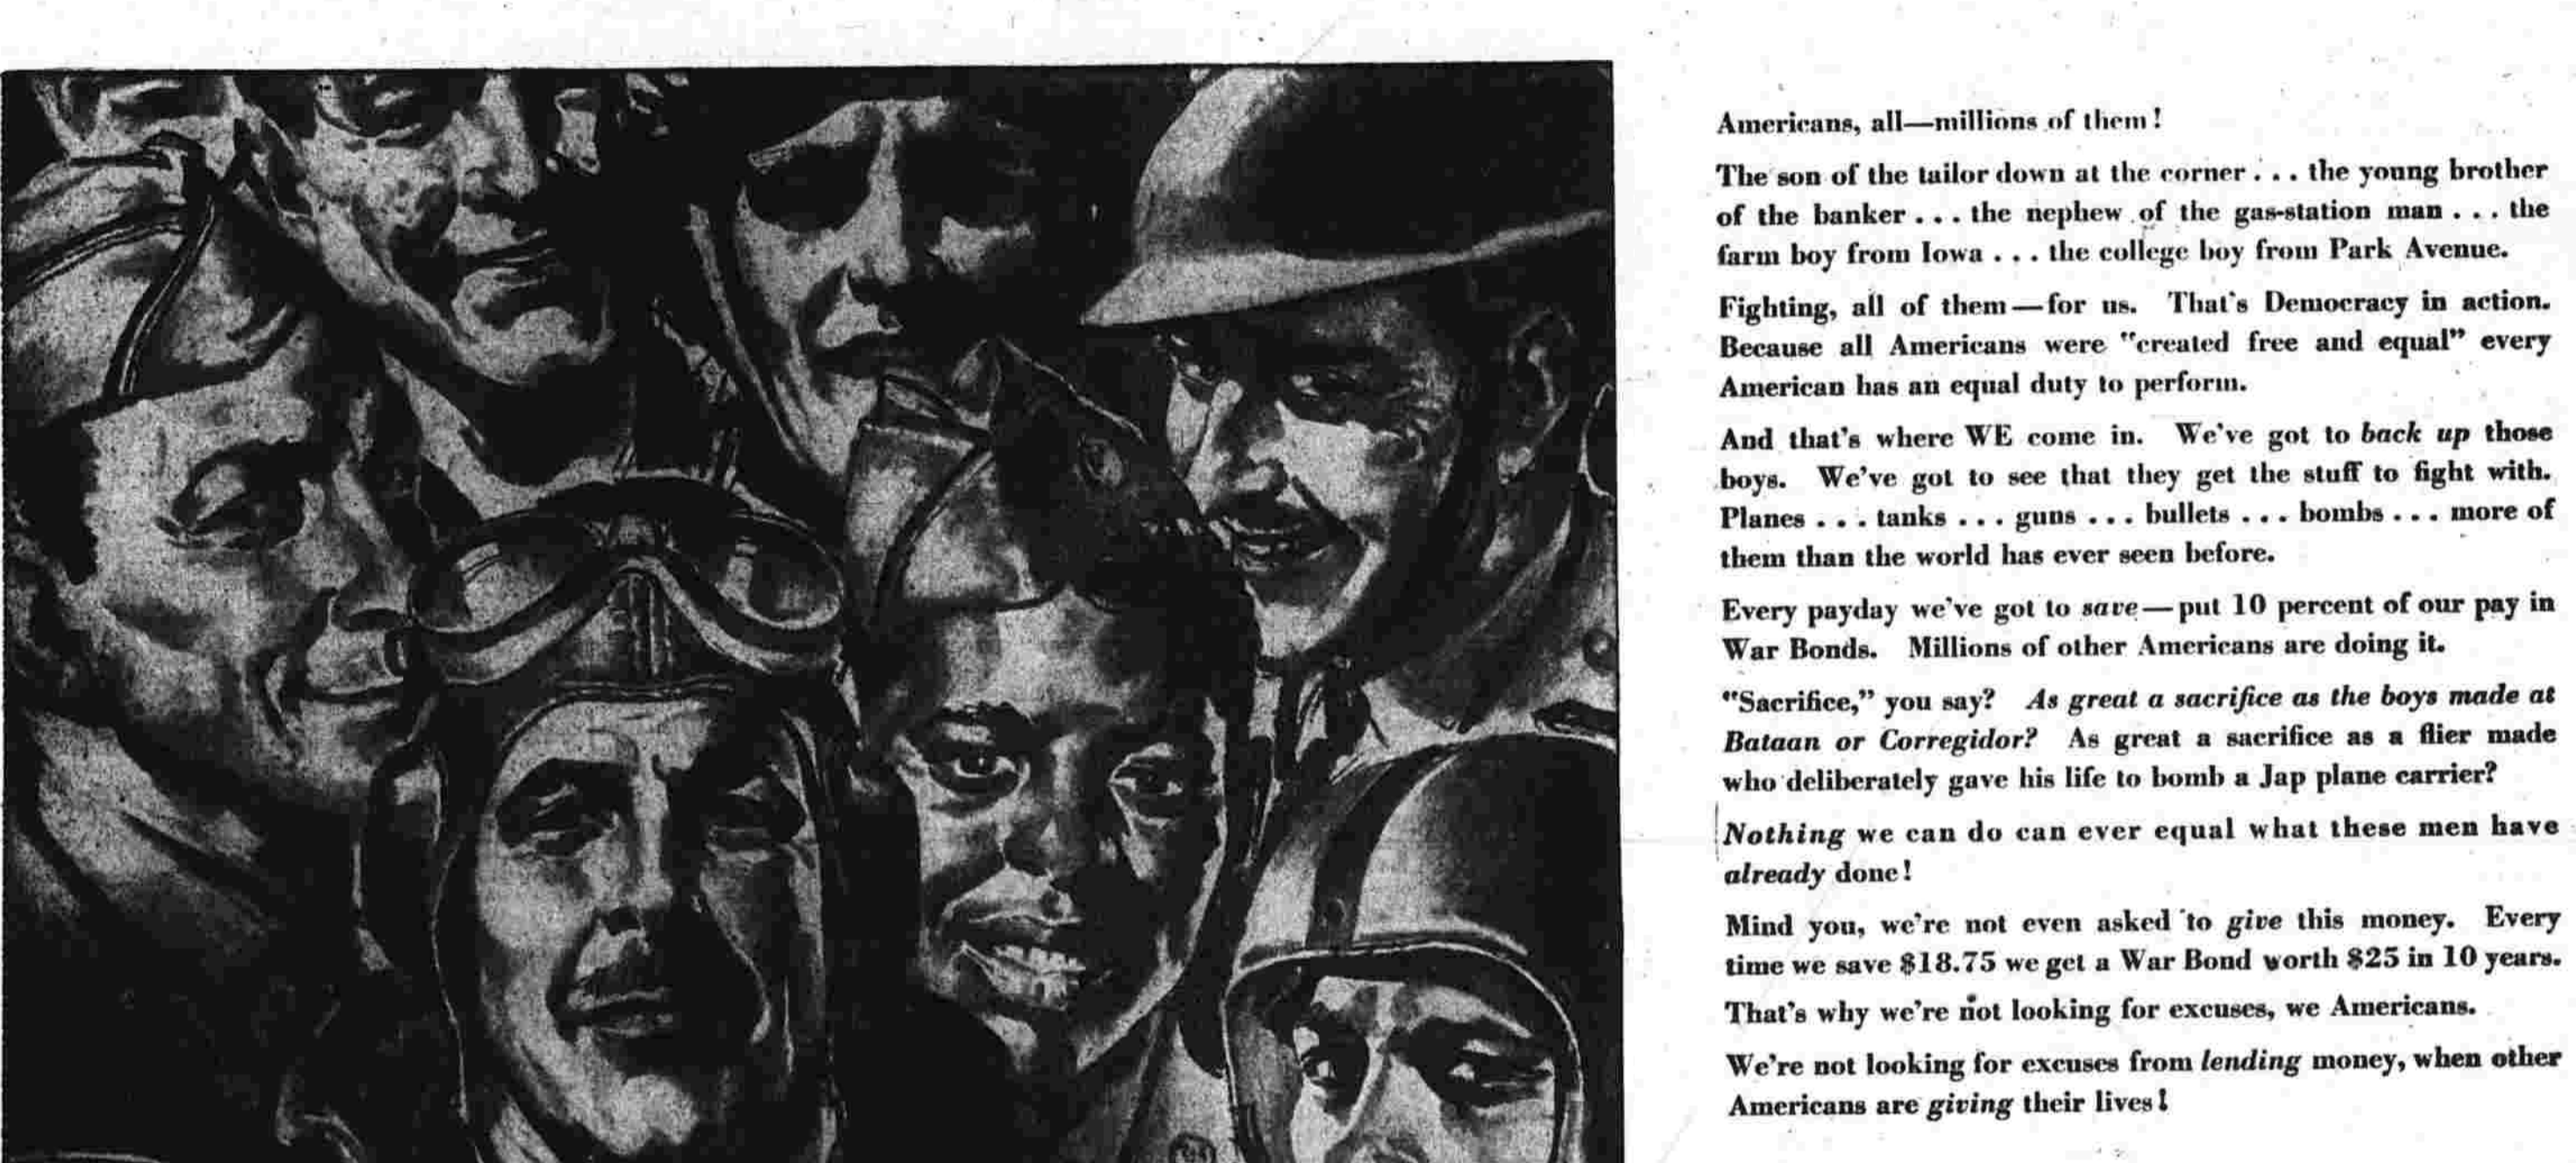 Americans, all—millions of them!
The son of the tailor down at the corner . . . the young brother
of the banker . . . the nephew of the gas-station man . . . the
farm boy from Iowa . . . the college boy from Park Avenue.
Fighting, all of them—for us. That's Democracy in action.
Because all Americans were "created free and equal" every
American has an equal duty to perform.
And that's where WE come in. We've got to back up those
boys. We've got to see that they get the stuff to fight with.
Planes . . . tanks . . . guns . . . bullets . . . bombs . . . more of
them than the world has ever seen before.
Every payday we've got to save—put 10 percent of our pay in
War Bonds. Millions of other Americans are doing it.
"Sacrifice," you say? As great a sacrifice as the boys made at
Bataan or Corregidor? As great a sacrifice as a flier made
who deliberately gave his life to bomb a Jap plane carrier?
Nothing we can do can ever equal what these men have
already done!
Mind you, we're not even asked to give this money. Every
time we save $18.75 we get a War Bond worth $25 in 10 years.
That's why we're not looking for excuses, we Americans.
We're not looking for excuses from lending money, when other
Americans are giving their lives!